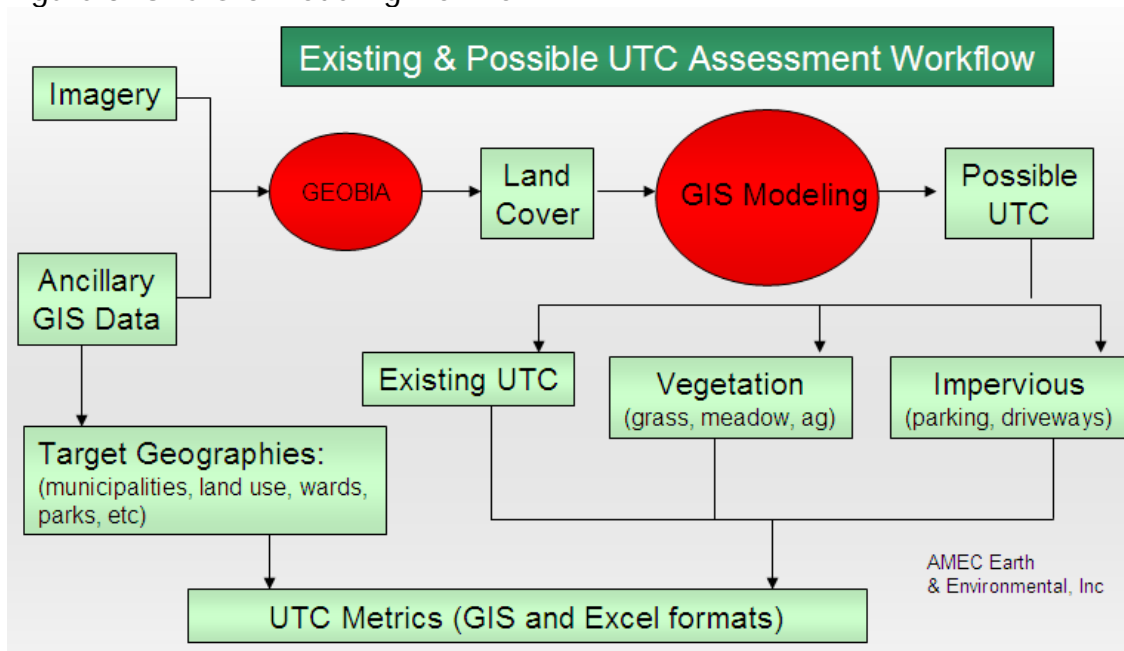 Existing & Possible UTC Assessment Workflow
Imagery
GEOBIA
Land
Cover
GIS Modeling
Possible
UTC
Ancillary
GIS Data
Existing UTC
Vegetation
(grass, meadow, ag)
Impervious
(parking, driveways)
Target Geographies:
(municipalities, land use, wards,
parks, etc)
AMEC Earth
& Environmental, Inc
UTC Metrics (GIS and Excel formats)